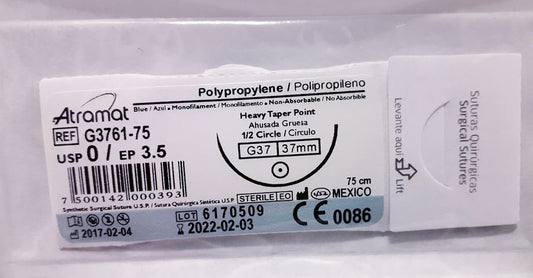 Atramat
Polypropylene / Polipropileno
Blue / Azul • Monofilament / Monofilamento • Non-Absorbable / No Absorbible
REF G3761-75
Heavy Taper Point
Ahusada Gruesa
1/2 Circle / Circulo
USP 0 / EP 3.5
G37 37mm
7 500142 000393
75 cm
STERILE EO
MEXICO
Synthetic Surgical Suture U.S.P. / Sutura Quirúrgica Sintética U.S.P.
LOT 6170509
2017-02-04
2022-02-03
CE 0086
Suturas Quirúrgicas
Surgical Sutures
Levante aquí
Lift